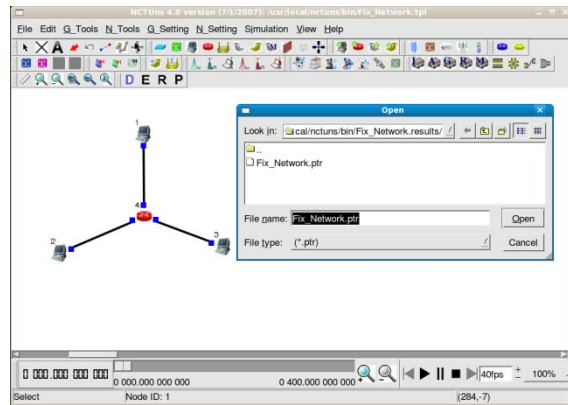 NCTUns 4.0 version (7/1/2007): /usr/local/nctuns/bin/Fix_Network.tpl
File Edit G_Tools N_Tools G_Setting N_Setting Simulation View Help
D E R P
Open
Look in: cal/nctuns/bin/Fix_Network.results/
..
Fix_Network.ptr
File name: Fix_Network.ptr Open
File type: (*.ptr) Cancel
1
4
2
3
0 000.000 000 000
0 000.000 000 000
0 400.000 000 000
40fps
100%
Select Node ID: 1 (284,-7)